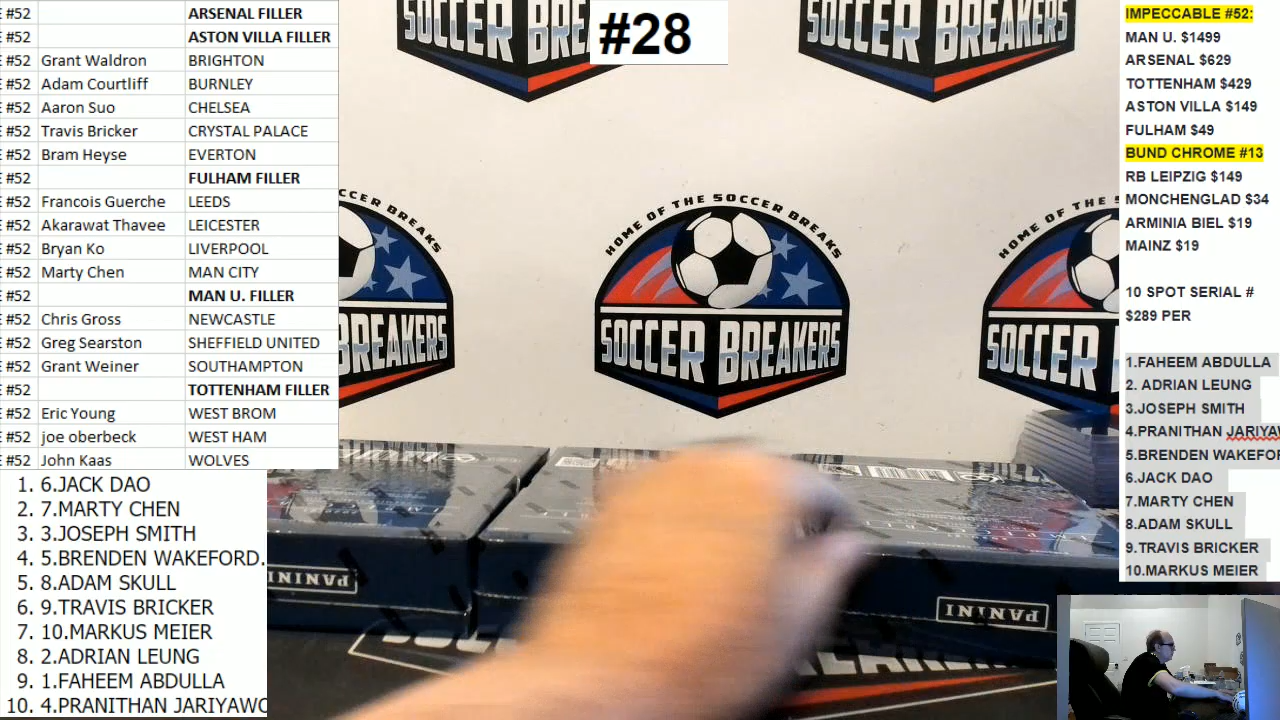 #52 ARSENAL FILLER
#52 ASTON VILLA FILLER
#52 Grant Waldron BRIGHTON
#52 Adam Courtliff BURNLEY
#52 Aaron Suo CHELSEA
#52 Travis Bricker CRYSTAL PALACE
#52 Bram Heyse EVERTON
#52 FULHAM FILLER
#52 Francois Guerche LEEDS
#52 Akarawat Thavee LEICESTER
#52 Bryan Ko LIVERPOOL
#52 Marty Chen MAN CITY
#52 MAN U. FILLER
#52 Chris Gross NEWCASTLE
#52 Greg Searston SHEFFIELD UNITED
#52 Grant Weiner SOUTHAMPTON
#52 TOTTENHAM FILLER
#52 Eric Young WEST BROM
#52 joe oberbeck WEST HAM
#52 John Kaas WOLVES
1. 6.JACK DAO
2. 7.MARTY CHEN
3. 3.JOSEPH SMITH
4. 5.BRENDEN WAKEFORD.
5. 8.ADAM SKULL
6. 9.TRAVIS BRICKER
7. 10.MARKUS MEIER
8. 2.ADRIAN LEUNG
9. 1.FAHEEM ABDULLA
10. 4.PRANITHAN JARIYAWO
#28
SOCCER BRE
SOCCER BREAKERS
CCER BREAKS
BREAKERS
HOME OF THE SOCCER BREAKS
SOCCER BREAKERS
HOME OF THE
SOCCER
PANINI
PANINI
IMPECCABLE #52:
MAN U. $1499
ARSENAL $629
TOTTENHAM $429
ASTON VILLA $149
FULHAM $49
BUND CHROME #13
RB LEIPZIG $149
MONCHENGLAD $34
ARMINIA BIEL $19
MAINZ $19
10 SPOT SERIAL #
$289 PER
1.FAHEEM ABDULLA
2. ADRIAN LEUNG
3.JOSEPH SMITH
4.PRANITHAN JARIYAW
5.BRENDEN WAKEFOR
6.JACK DAO
7.MARTY CHEN
8.ADAM SKULL
9.TRAVIS BRICKER
10.MARKUS MEIER